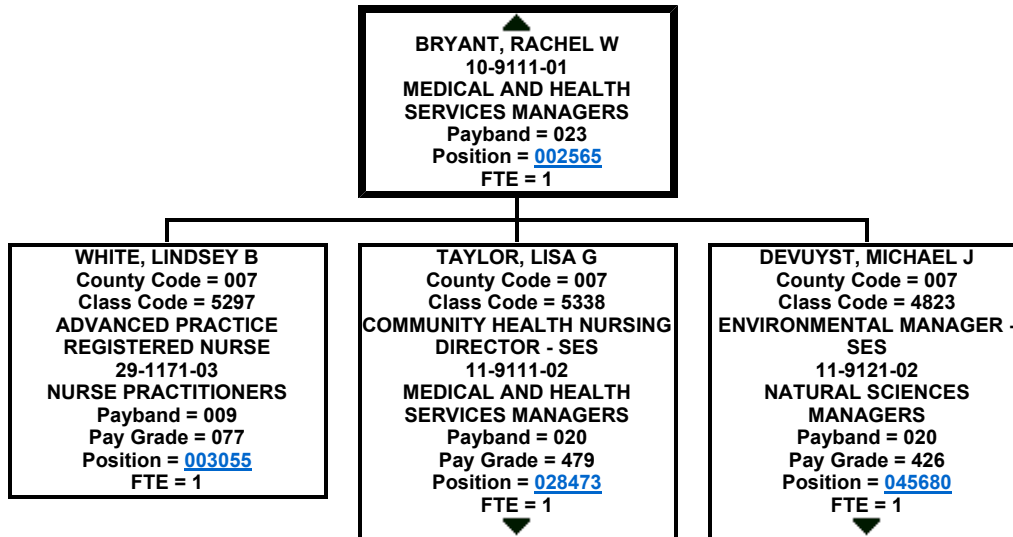 BRYANT, RACHEL W
10-9111-01
MEDICAL AND HEALTH
SERVICES MANAGERS
Payband = 023
Position = 002565
FTE = 1
WHITE, LINDSEY B
County Code = 007
Class Code = 5297
ADVANCED PRACTICE
REGISTERED NURSE
29-1171-03
NURSE PRACTITIONERS
Payband = 009
Pay Grade = 077
Position = 003055
FTE = 1
TAYLOR, LISA G
County Code = 007
Class Code = 5338
COMMUNITY HEALTH NURSING
DIRECTOR - SES
11-9111-02
MEDICAL AND HEALTH
SERVICES MANAGERS
Payband = 020
Pay Grade = 479
Position = 028473
FTE = 1
DEVUYST, MICHAEL J
County Code = 007
Class Code = 4823
ENVIRONMENTAL MANAGER -
SES
11-9121-02
NATURAL SCIENCES
MANAGERS
Payband = 020
Pay Grade = 426
Position = 045680
FTE = 1